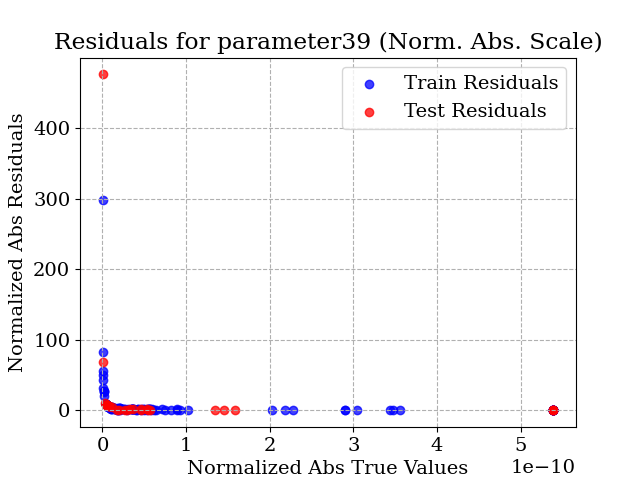 Residuals for parameter39 (Norm. Abs. Scale)
Train Residuals
Test Residuals
Normalized Abs Residuals
400
300
200
100
0
0 1 2 3 4 5
1e−10
Normalized Abs True Values